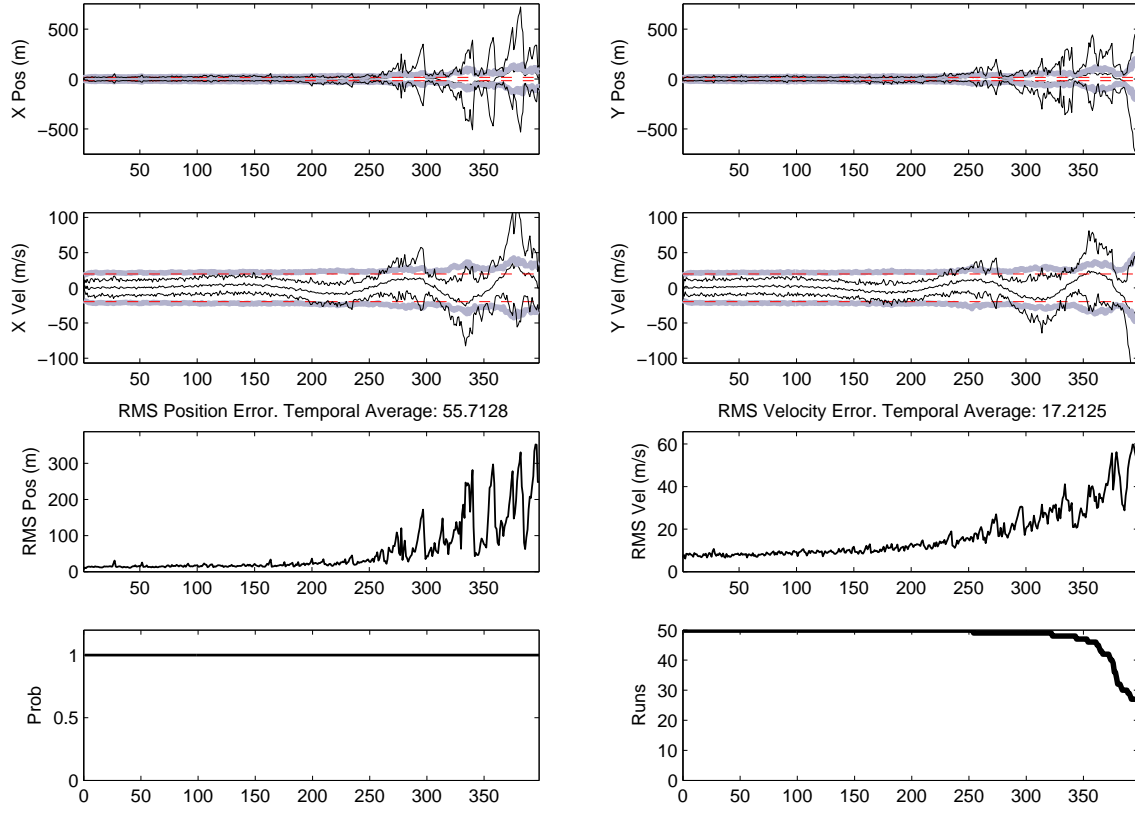 X Pos (m)
500
0
−500
50 100 150 200 250 300 350
Y Pos (m)
500
0
−500
50 100 150 200 250 300 350
X Vel (m/s)
100
50
0
−50
−100
50 100 150 200 250 300 350
Y Vel (m/s)
100
50
0
−50
−100
50 100 150 200 250 300 350
RMS Position Error. Temporal Average: 55.7128
RMS Pos (m)
300
200
100
0
50 100 150 200 250 300 350
RMS Velocity Error. Temporal Average: 17.2125
RMS Vel (m/s)
60
40
20
0
50 100 150 200 250 300 350
Prob
1
0.5
0
0 50 100 150 200 250 300 350
Runs
50
40
30
20
10
0
0 50 100 150 200 250 300 350